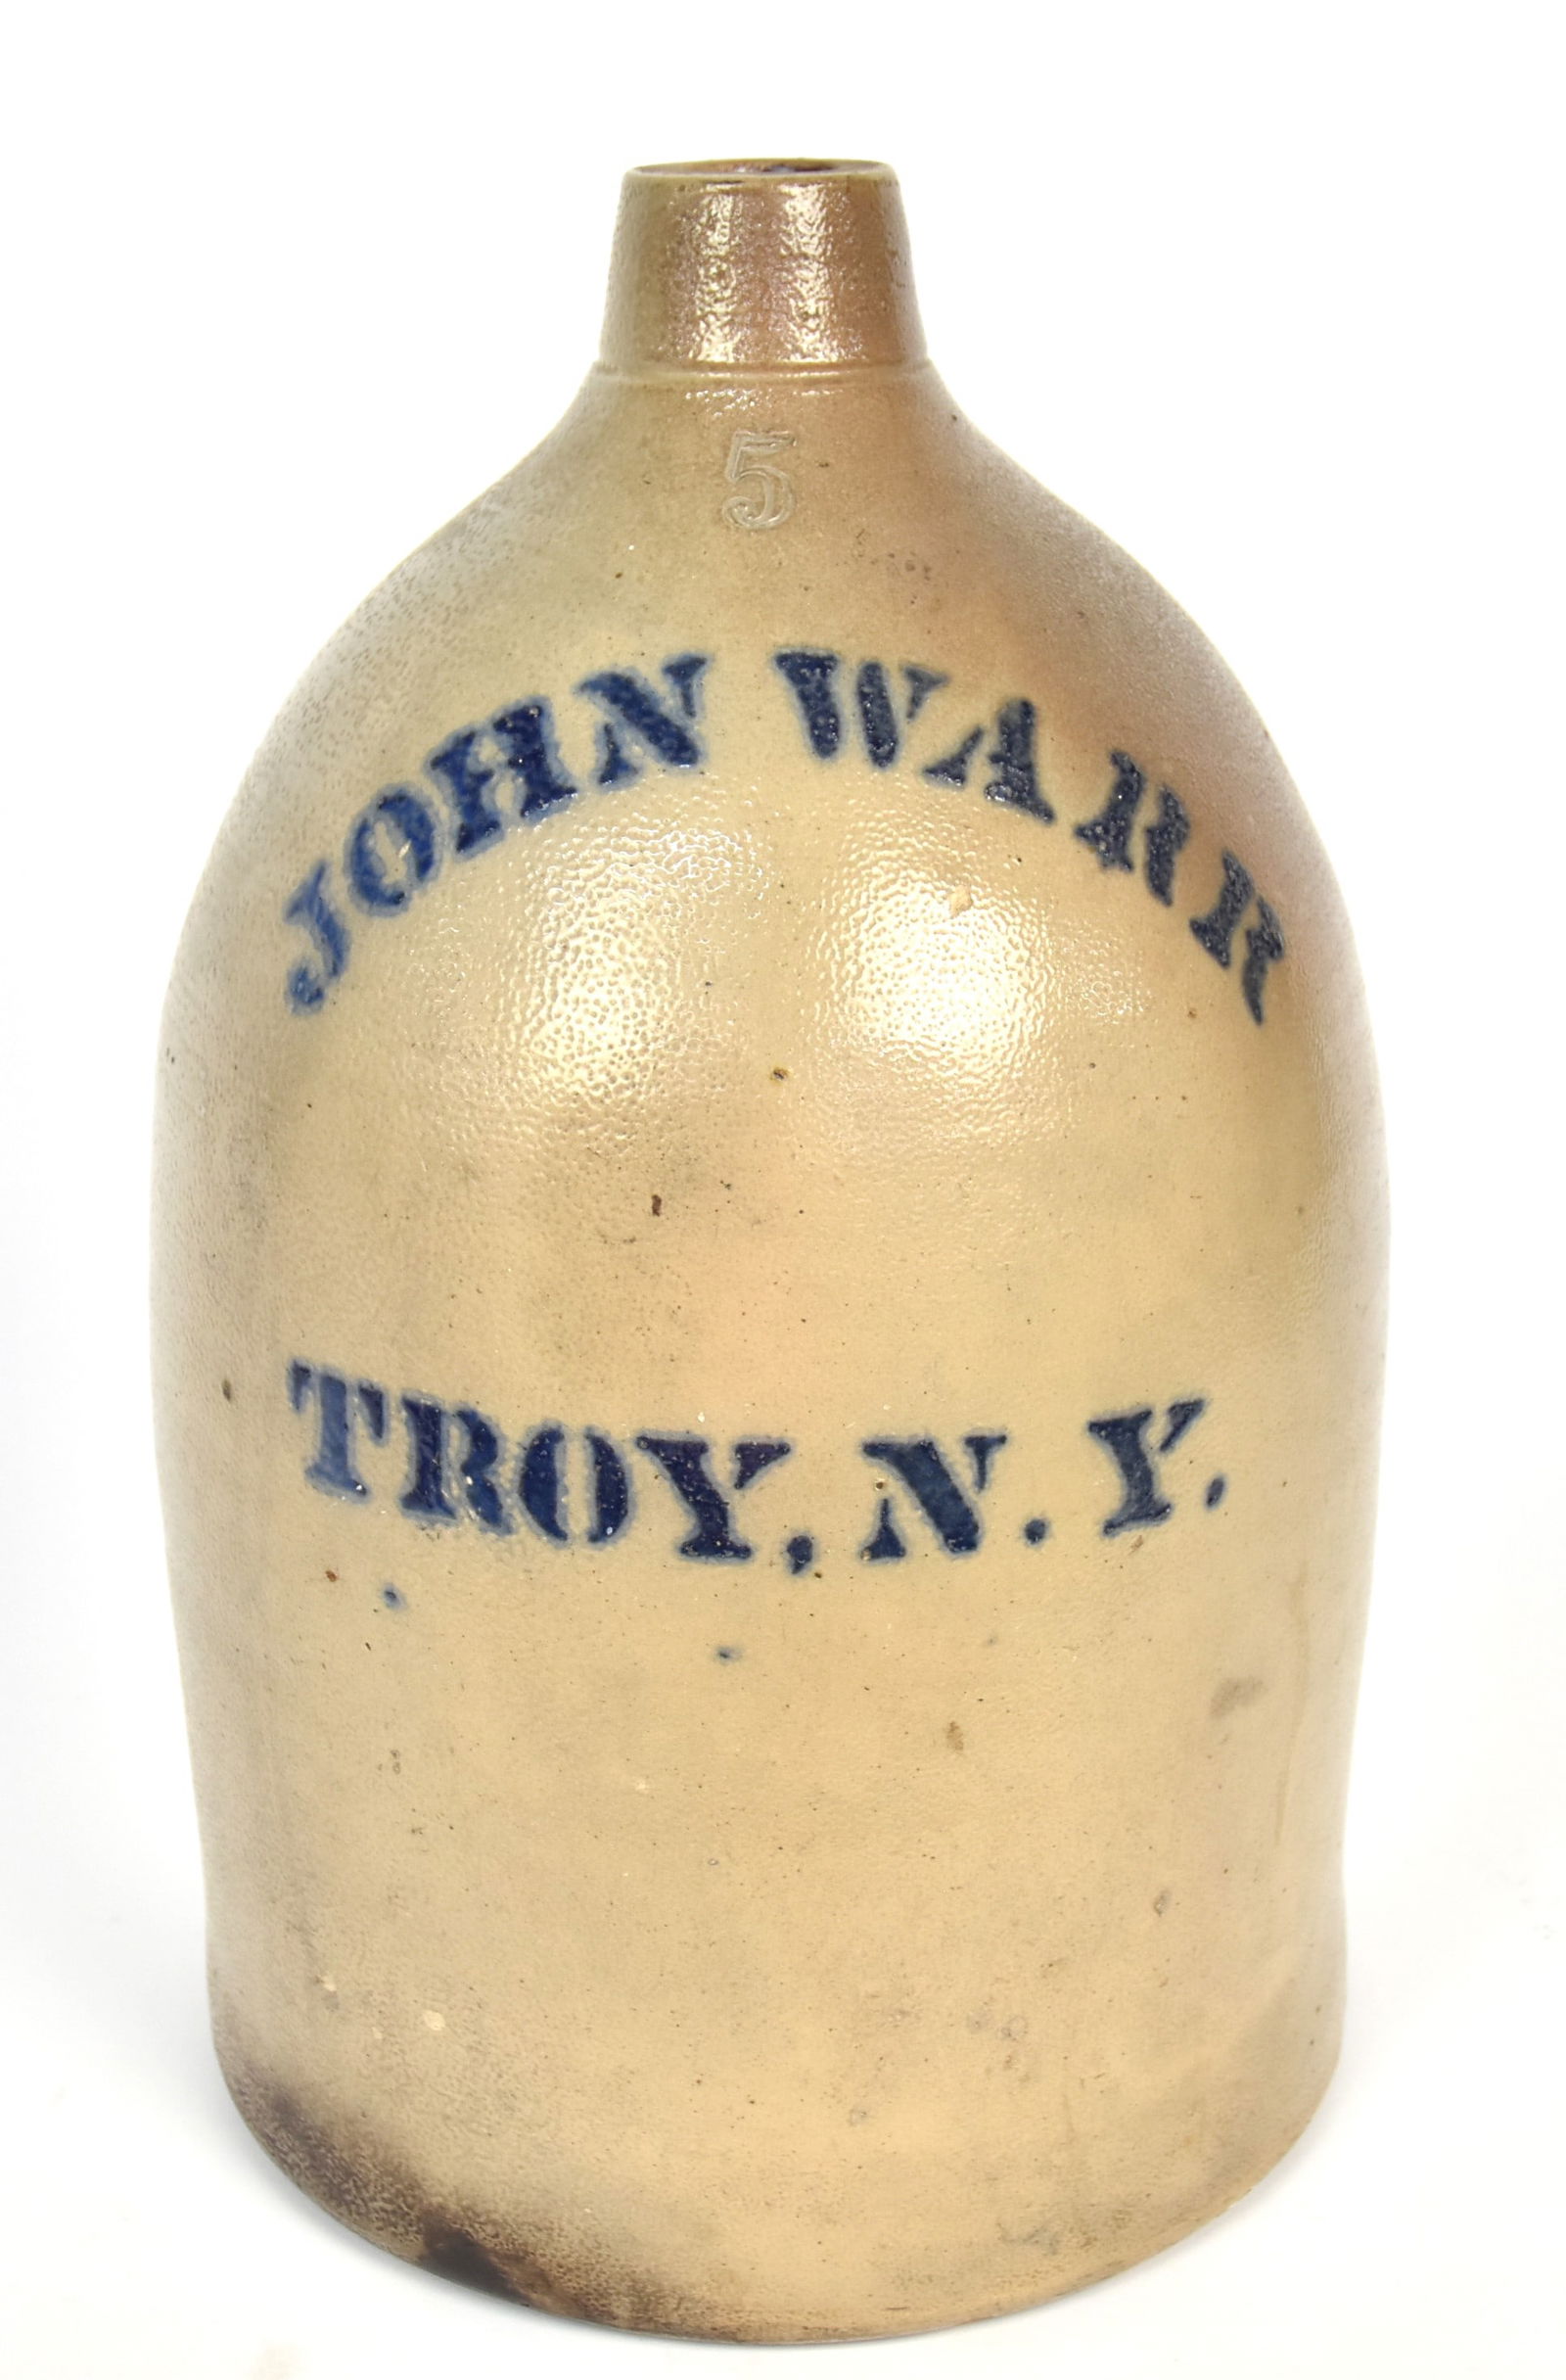 5
JOHN WARR
TROY, N. Y.